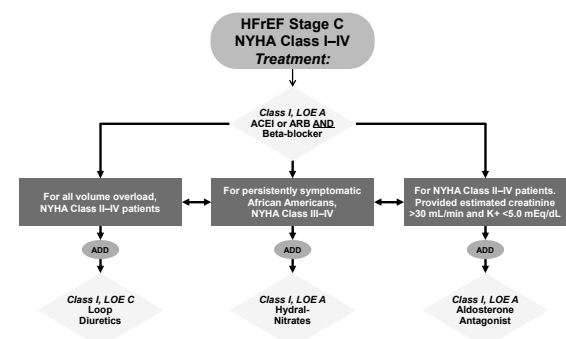 HFrEF Stage C
NYHA Class I–IV
Treatment:
Class I, LOE A
ACEI or ARB AND
Beta-blocker
For all volume overload,
NYHA Class II–IV patients
For persistently symptomatic
African Americans,
NYHA Class III–IV
For NYHA Class II–IV patients.
Provided estimated creatinine
>30 mL/min and K+ <5.0 mEq/dL
ADD
ADD
ADD
Class I, LOE C
Loop
Diuretics
Class I, LOE A
Hydral-
Nitrates
Class I, LOE A
Aldosterone
Antagonist